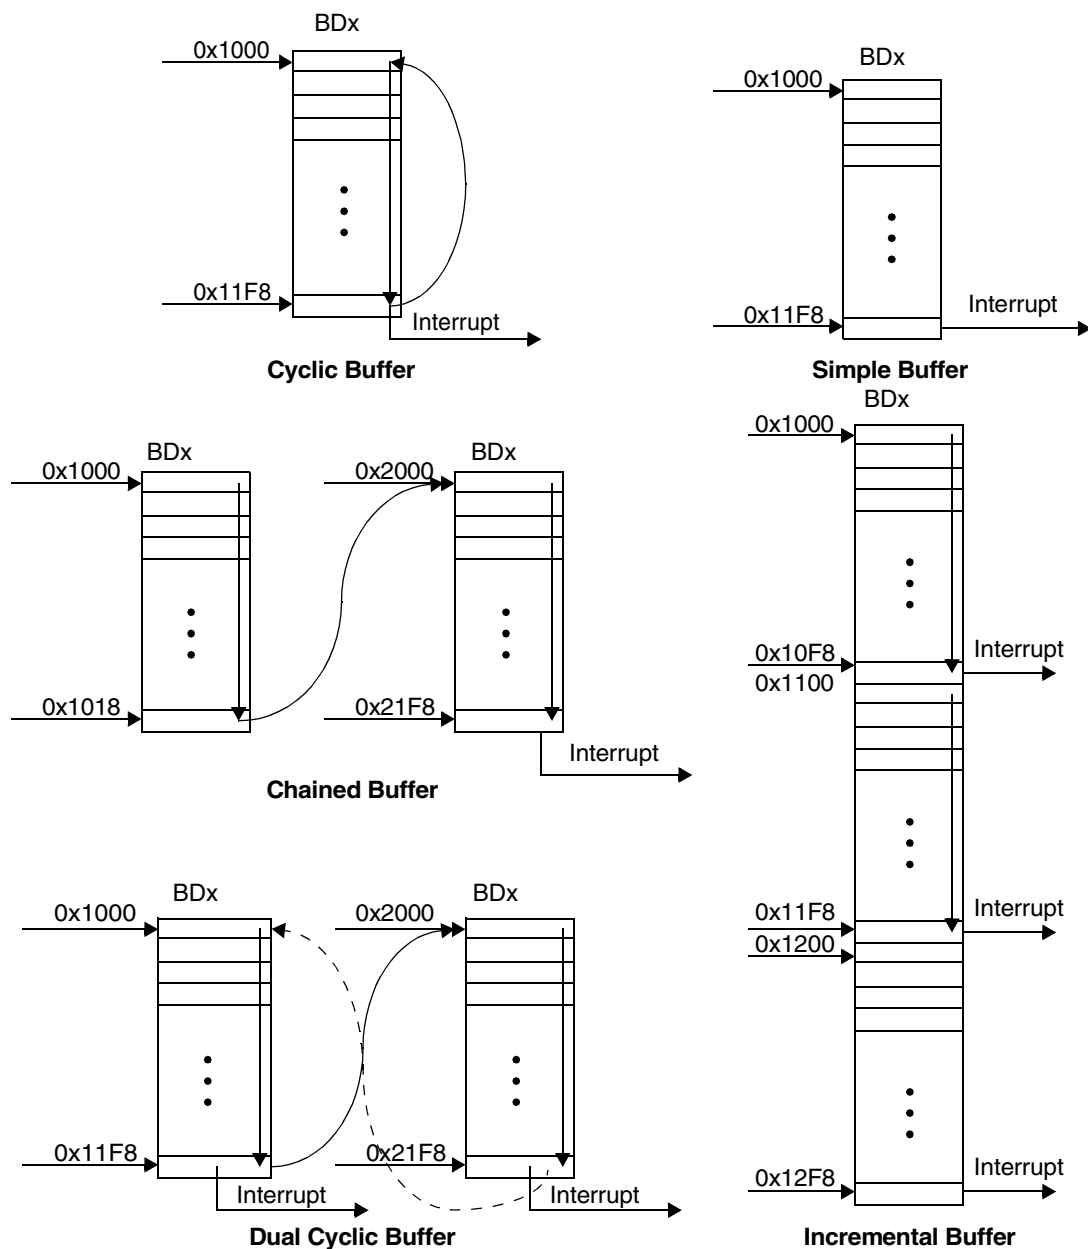 BDx
0x1000
0x11F8
Interrupt
Cyclic Buffer
BDx
0x1000
0x11F8
Interrupt
Simple Buffer
BDx
0x1000
0x1018
BDx
0x2000
0x21F8
Interrupt
Chained Buffer
BDx
0x1000
0x10F8
Interrupt
0x1100
0x11F8
Interrupt
0x1200
0x12F8
Interrupt
Incremental Buffer
BDx
0x1000
0x11F8
Interrupt
BDx
0x2000
0x21F8
Interrupt
Dual Cyclic Buffer